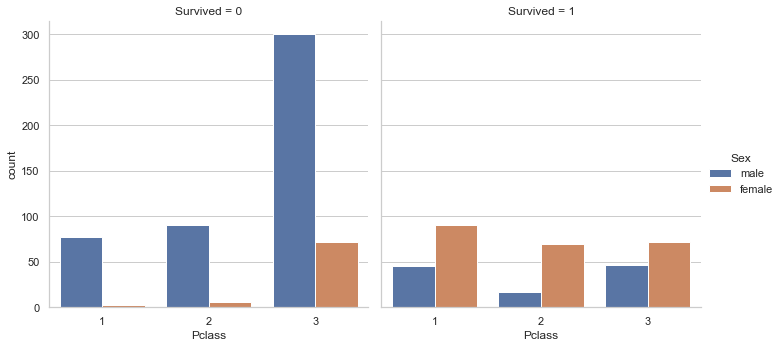 Survived = 0
Survived = 1
300
250
200
150
100
50
0
count
1 2 3
Pclass
1 2 3
Pclass
Sex
male
female